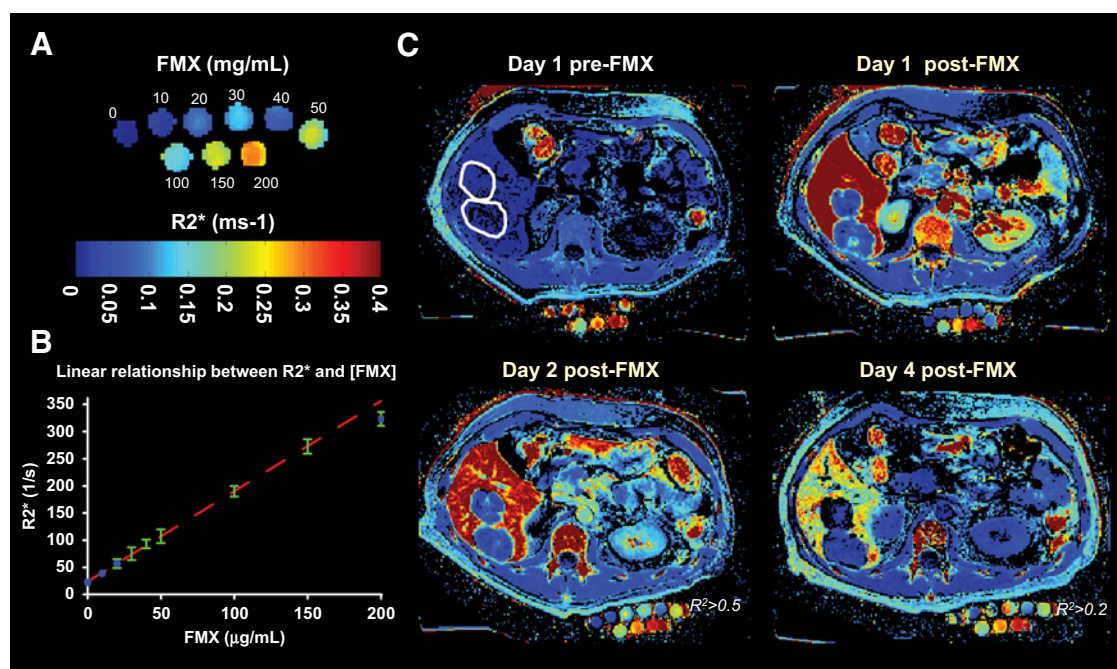 A
FMX (mg/mL)
0 10 20 30 40 50
100 150 200
R2* (ms-1)
0 0.05 0.1 0.15 0.2 0.25 0.3 0.35 0.4
B
Linear relationship between R2* and [FMX]
350
300
250
200
150
100
50
0
R2* (1/s)
0 50 100 150 200
FMX (µg/mL)
C
Day 1 pre-FMX
Day 1 post-FMX
Day 2 post-FMX
Day 4 post-FMX
R²>0.5
R²>0.2